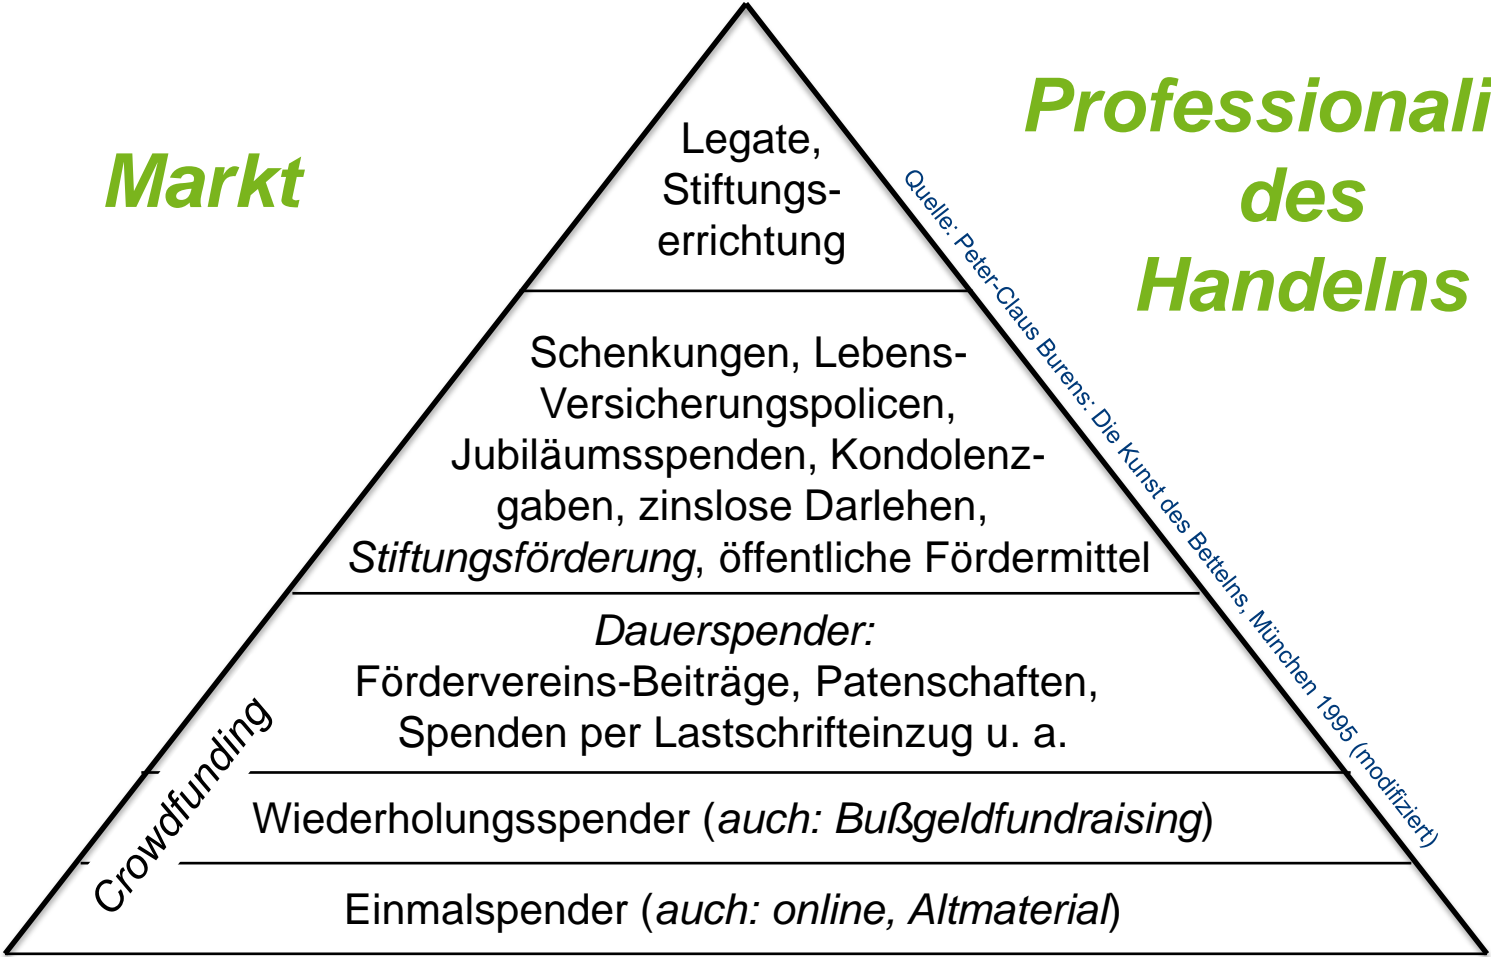 Markt
Professionali
des
Handelns
Legate,
Stiftungs-
errichtung
Schenkungen, Lebens-
Versicherungspolicen,
Jubiläumsspenden, Kondolenz-
gaben, zinslose Darlehen,
Stiftungsförderung, öffentliche Fördermittel
Dauerspender:
Fördervereins-Beiträge, Patenschaften,
Spenden per Lastschrifteinzug u. a.
Wiederholungsspender (auch: Bußgeldfundraising)
Einmalspender (auch: online, Altmaterial)
Crowdfunding
Quelle: Peter-Claus Burens: Die Kunst des Bettelns, München 1995 (modifiziert)